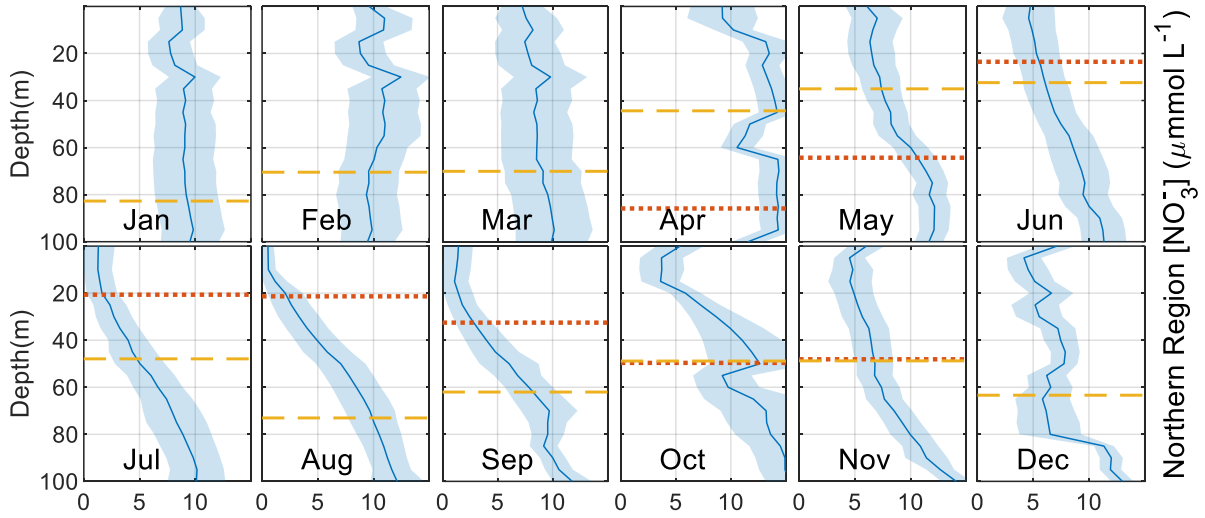 Depth(m)
20
40
60
80
100
Jan
Feb
Mar
Apr
May
Jun
Depth(m)
20
40
60
80
100
Jul
Aug
Sep
Oct
Nov
Dec
0 5 10 0 5 10 0 5 10 0 5 10 0 5 10 0 5 10
Northern Region [NO₃⁻] (μmmol L⁻¹)